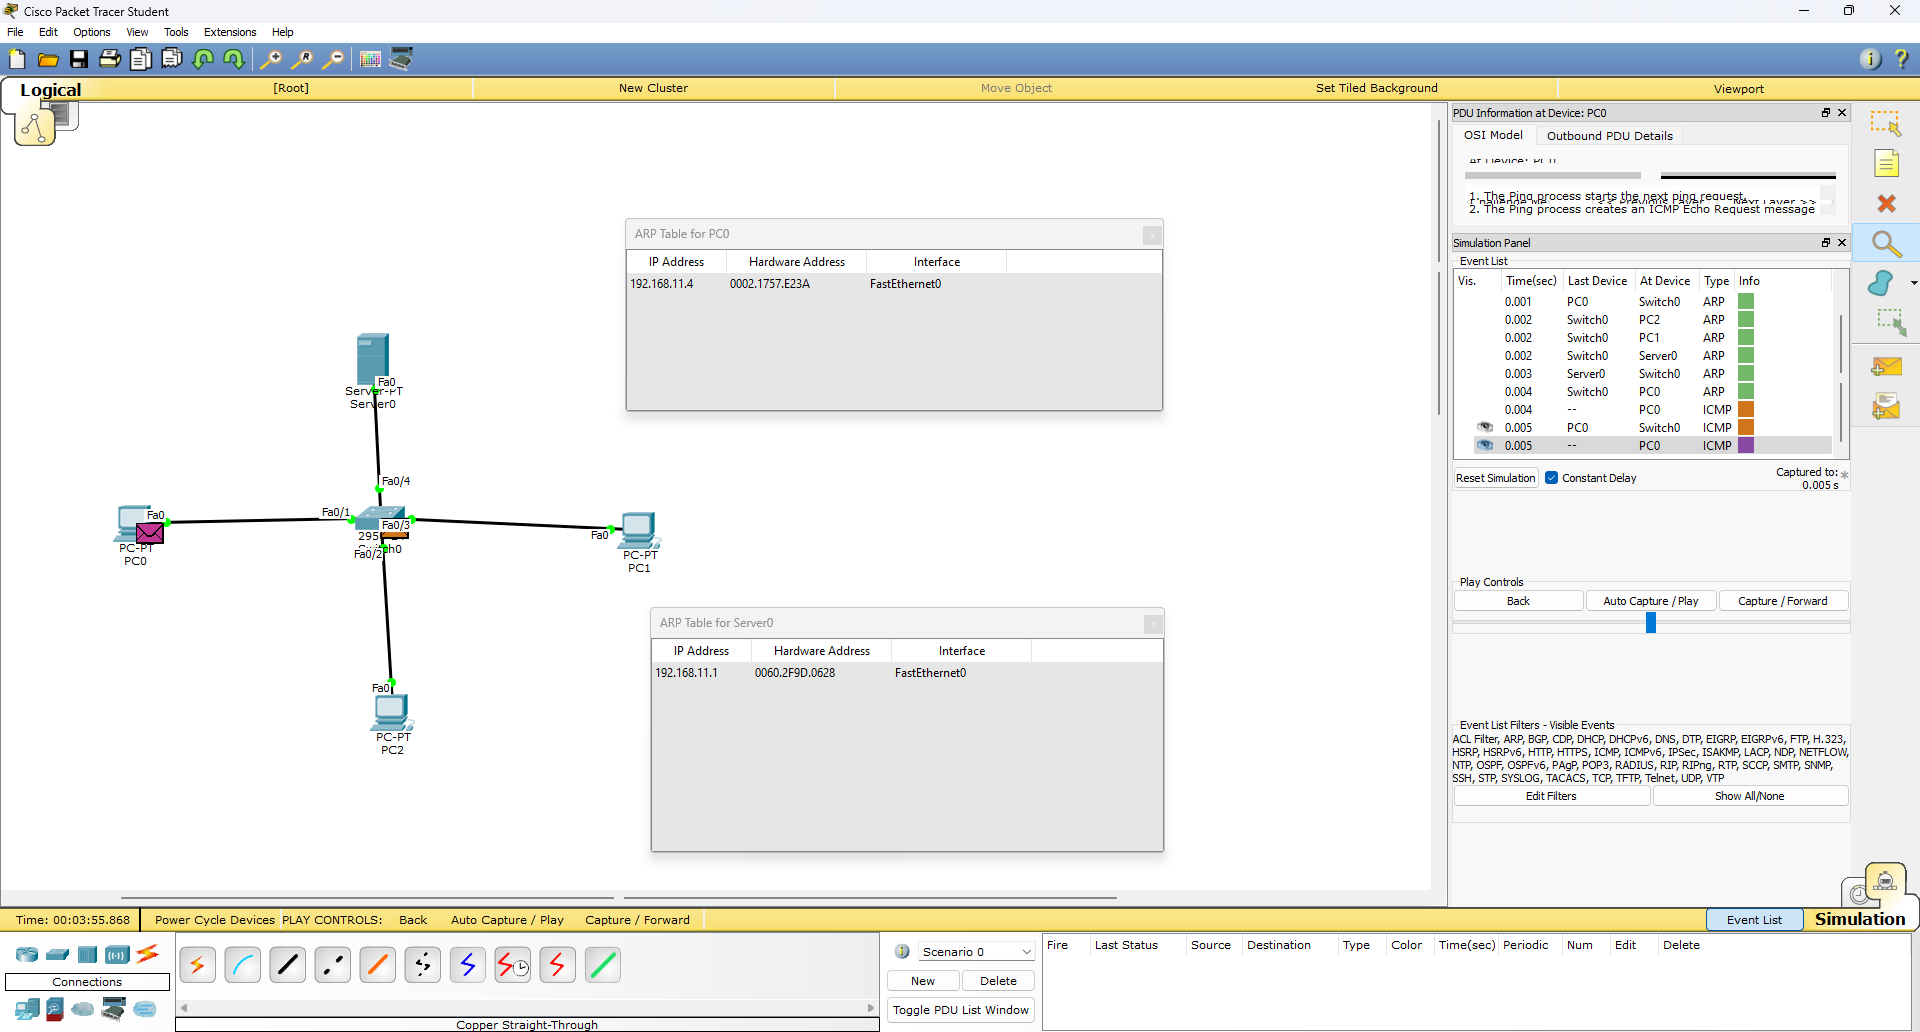 Cisco Packet Tracer Student
File Edit Options View Tools Extensions Help
Logical [Root] New Cluster Move Object Set Tiled Background Viewport
PDU Information at Device: PC0
OSI Model Outbound PDU Details
At Device: PC0
1. The Ping process starts the next ping request.
Challenge Me << Previous Layer Next Layer >>
2. The Ping process creates an ICMP Echo Request message
ARP Table for PC0
IP Address Hardware Address Interface
192.168.11.4 0002.1757.E23A FastEthernet0
Simulation Panel
Event List
Vis. Time(sec) Last Device At Device Type Info
0.001 PC0 Switch0 ARP
0.002 Switch0 PC2 ARP
0.002 Switch0 PC1 ARP
0.002 Switch0 Server0 ARP
0.003 Server0 Switch0 ARP
0.004 Switch0 PC0 ARP
0.004 -- PC0 ICMP
0.005 PC0 Switch0 ICMP
0.005 -- PC0 ICMP
Reset Simulation Constant Delay Captured to: *
0.005 s
Fa0
Server-PT
Server0
Fa0/4
Fa0
PC-PT
PC0
Fa0/1
Fa0/3
295
Fa0/2
Fa0
PC-PT
PC1
Fa0
PC-PT
PC2
ARP Table for Server0
IP Address Hardware Address Interface
192.168.11.1 0060.2F9D.0628 FastEthernet0
Play Controls
Back Auto Capture / Play Capture / Forward
Event List Filters - Visible Events
ACL Filter, ARP, BGP, CDP, DHCP, DHCPv6, DNS, DTP, EIGRP, EIGRPv6, FTP, H.323,
HSRP, HSRPv6, HTTP, HTTPS, ICMP, ICMPv6, IPSec, ISAKMP, LACP, NDP, NETFLOW,
NTP, OSPF, OSPFv6, PAgP, POP3, RADIUS, RIP, RIPng, RTP, SCCP, SMTP, SNMP,
SSH, STP, SYSLOG, TACACS, TCP, TFTP, Telnet, UDP, VTP
Edit Filters Show All/None
Time: 00:03:55.868 Power Cycle Devices PLAY CONTROLS: Back Auto Capture / Play Capture / Forward Event List Simulation
Connections
Copper Straight-Through
Scenario 0
New Delete
Toggle PDU List Window
Fire Last Status Source Destination Type Color Time(sec) Periodic Num Edit Delete